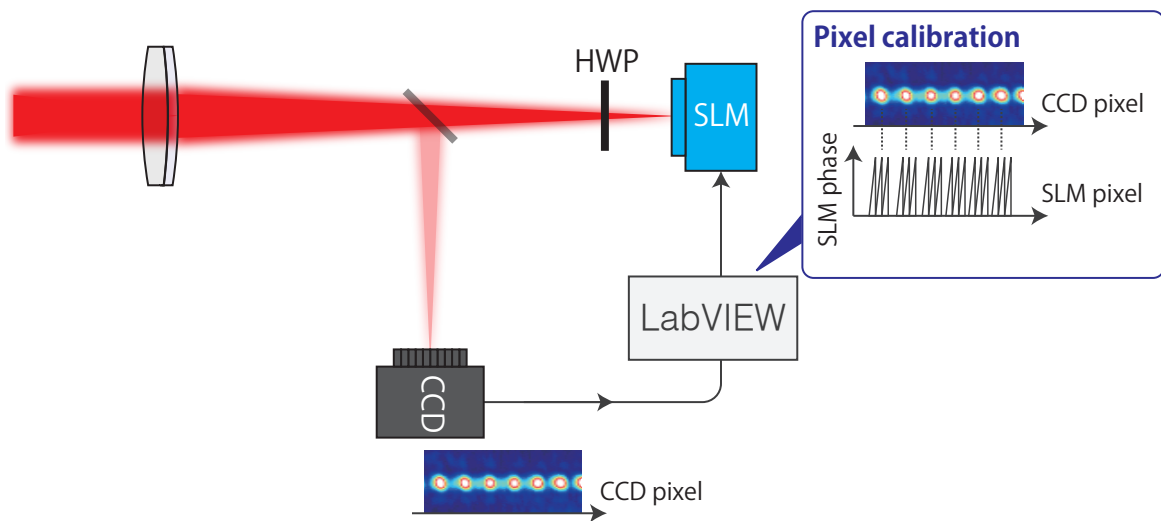 Pixel calibration
HWP
SLM
CCD pixel
SLM phase
SLM pixel
LabVIEW
CCD
CCD pixel